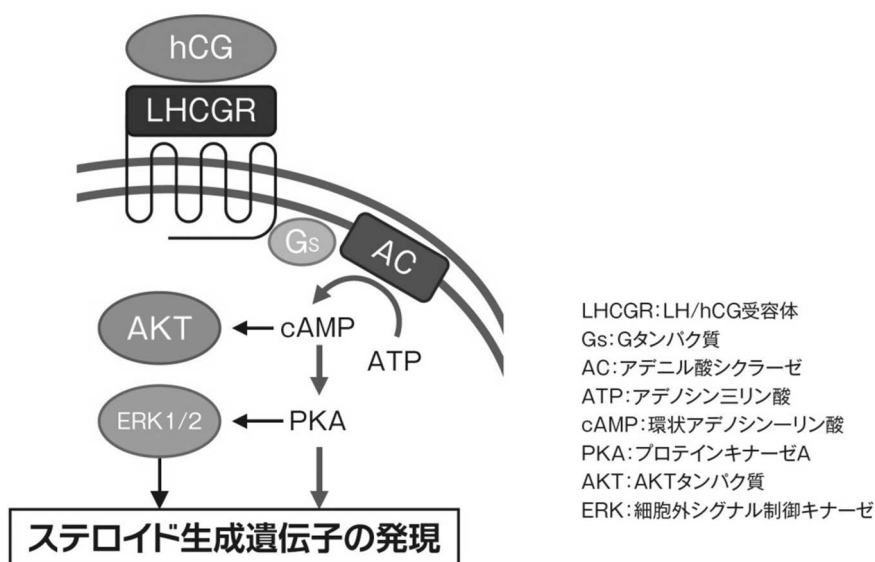 hCG
LHCGR
Gs
AC
AKT
cAMP
ATP
ERK1/2
PKA
ステロイド生成遺伝子の発現
LHCGR:LH/hCG受容体
Gs:Gタンパク質
AC:アデニル酸シクラーゼ
ATP:アデノシン三リン酸
cAMP:環状アデノシン一リン酸
PKA:プロテインキナーゼA
AKT:AKTタンパク質
ERK:細胞外シグナル制御キナーゼ